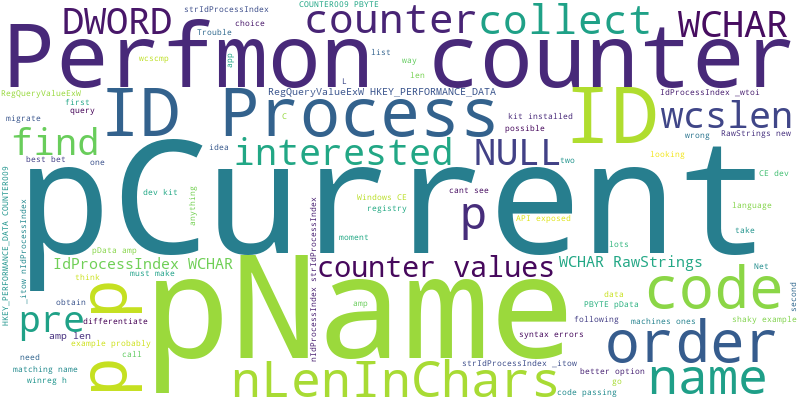 COUNTER009 PBYTE
strIdProcessIndex
DWORD
choice
Trouble
counter
collect
WCHAR
Perfmon counter
wcscmp
app
list
way
len
L
RegQueryValueExW
RegQueryValueExW HKEY_PERFORMANCE_DATA
IdProcessIndex _wtoi
first
query
ID Process
ID
wcslen
migrate
C
kit installed
possible
wrong
RawStrings new
find
idea
interested
NULL
best bet
one
two
looking
CE dev
pCurrent
dev kit
anything
Windows CE
registry
cant see
p
API exposed
language
take
moment
lots
Net
HKEY_PERFORMANCE_DATA COUNTER009
_itow nIdProcessIndex
nIdProcessIndex strIdProcessIndex
pData amp
IdProcessIndex WCHAR
must make
think
counter values
WCHAR RawStrings
code
pName
p
p
obtain
amp
data
PBYTE pData
shaky example
second
pre
differentiate
following
machines ones
order
amp len
syntax errors
example probably
call
need
matching name
winreg h
nLenInChars
strIdProcessIndex _itow
better option
go
code passing
name